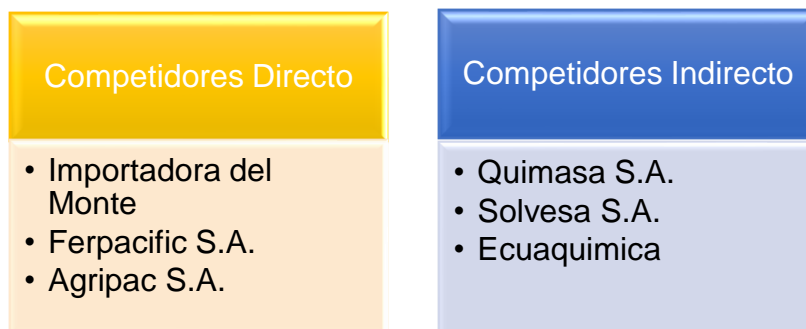 Competidores Directo
• Importadora del
Monte
• Ferpacific S.A.
• Agripac S.A.
Competidores Indirecto
• Quimasa S.A.
• Solvesa S.A.
• Ecuaquimica